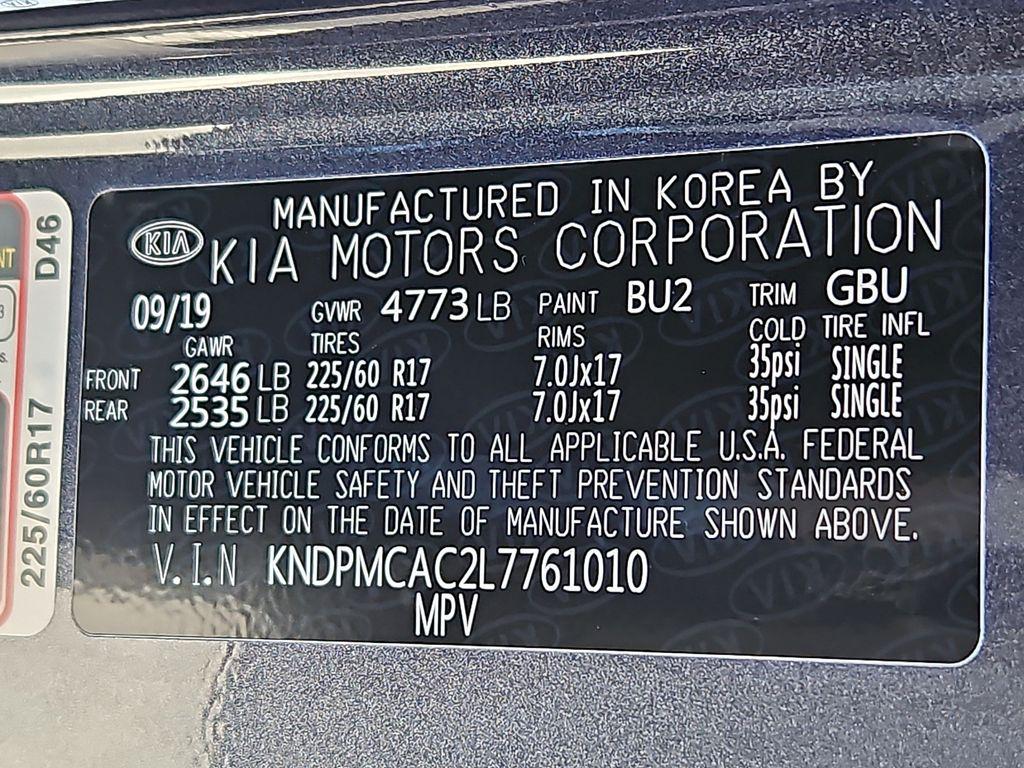 MANUFACTURED IN KOREA BY
KIA KIA MOTORS CORPORATION
09/19 GVWR 4773 LB PAINT BU2 TRIM GBU
GAWR TIRES RIMS COLD TIRE INFL
FRONT 2646 LB 225/60 R17 7.0Jx17 35psi SINGLE
REAR 2535 LB 225/60 R17 7.0Jx17 35psi SINGLE
THIS VEHICLE CONFORMS TO ALL APPLICABLE U.S.A. FEDERAL
MOTOR VEHICLE SAFETY AND THEFT PREVENTION STANDARDS
IN EFFECT ON THE DATE OF MANUFACTURE SHOWN ABOVE.
V.I.N KNDPMCAC2L7761010
MPV
225/60R17 D46